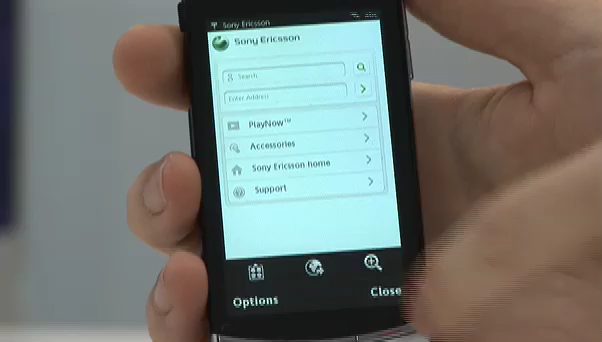 Sony Ericsson
Sony Ericsson
Search
Enter Address
PlayNow™
Accessories
Sony Ericsson home
Support
Options
Close